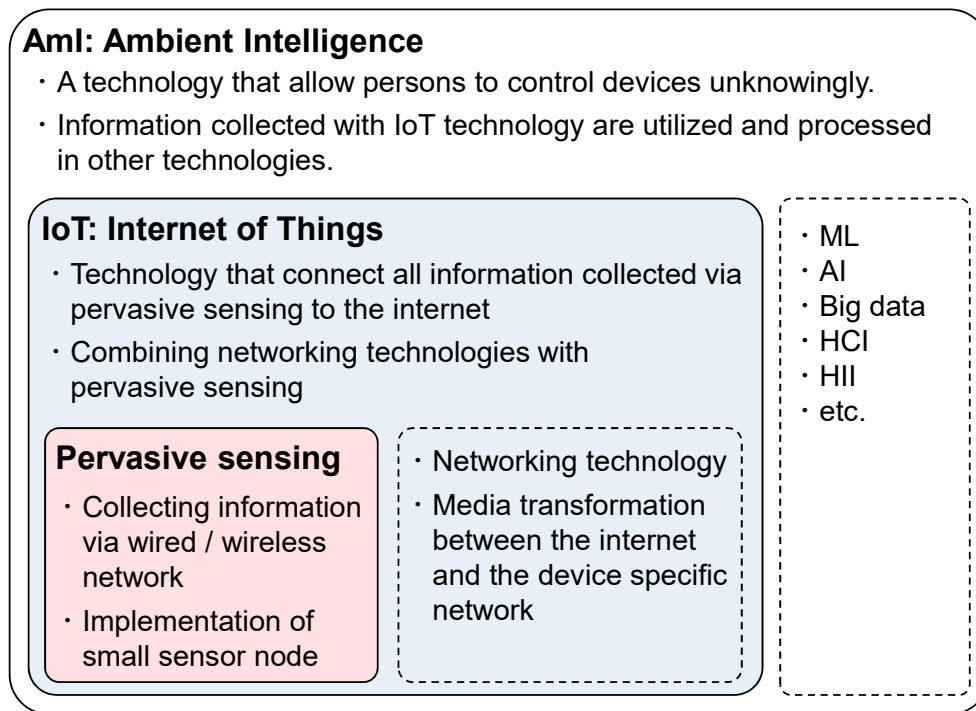 AmI: Ambient Intelligence
・A technology that allow persons to control devices unknowingly.
・Information collected with IoT technology are utilized and processed
in other technologies.
IoT: Internet of Things
・Technology that connect all information collected via
pervasive sensing to the internet
・Combining networking technologies with
pervasive sensing
Pervasive sensing
・Collecting information
via wired / wireless
network
・Implementation of
small sensor node
・Networking technology
・Media transformation
between the internet
and the device specific
network
・ML
・AI
・Big data
・HCI
・HII
・etc.